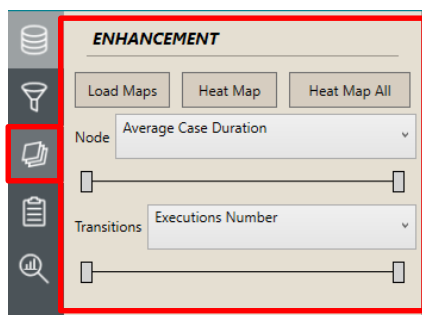 ENHANCEMENT
Load Maps Heat Map Heat Map All
Node Average Case Duration
Transitions Executions Number